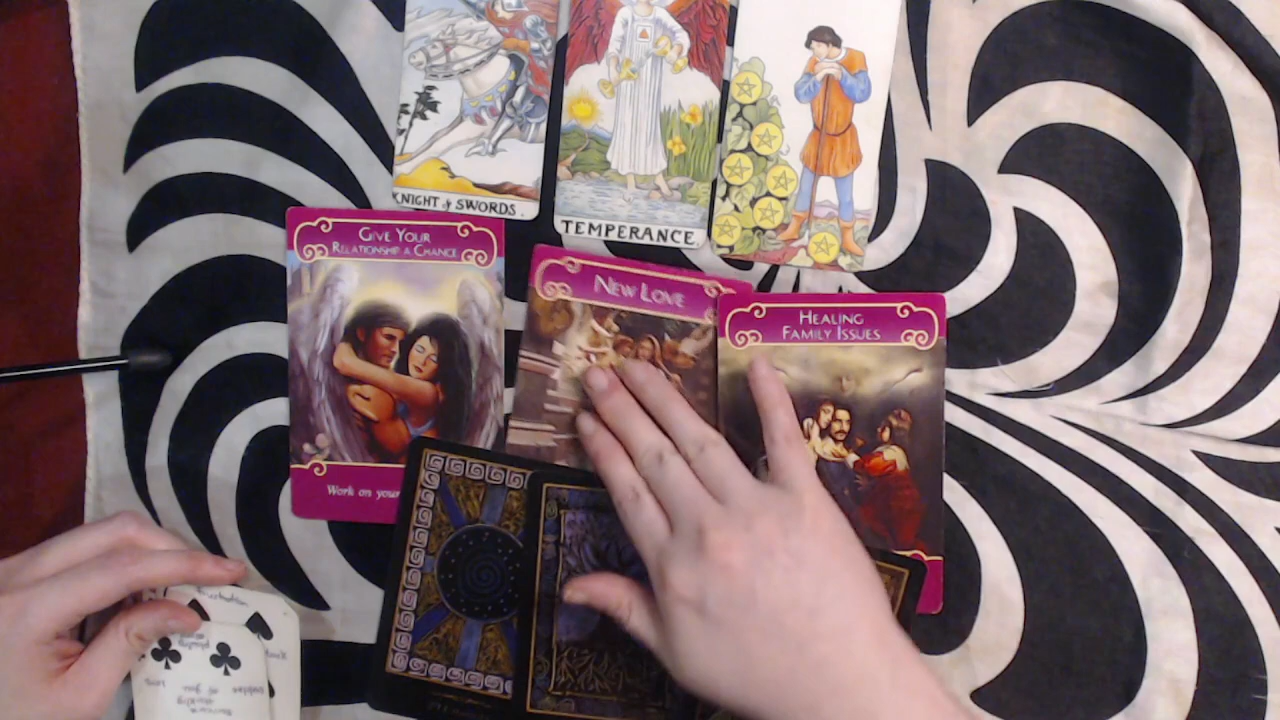 KNIGHT of SWORDS.
TEMPERANCE.
GIVE YOUR
RELATIONSHIP A CHANCE
NEW LOVE
HEALING
FAMILY ISSUES
Work on your